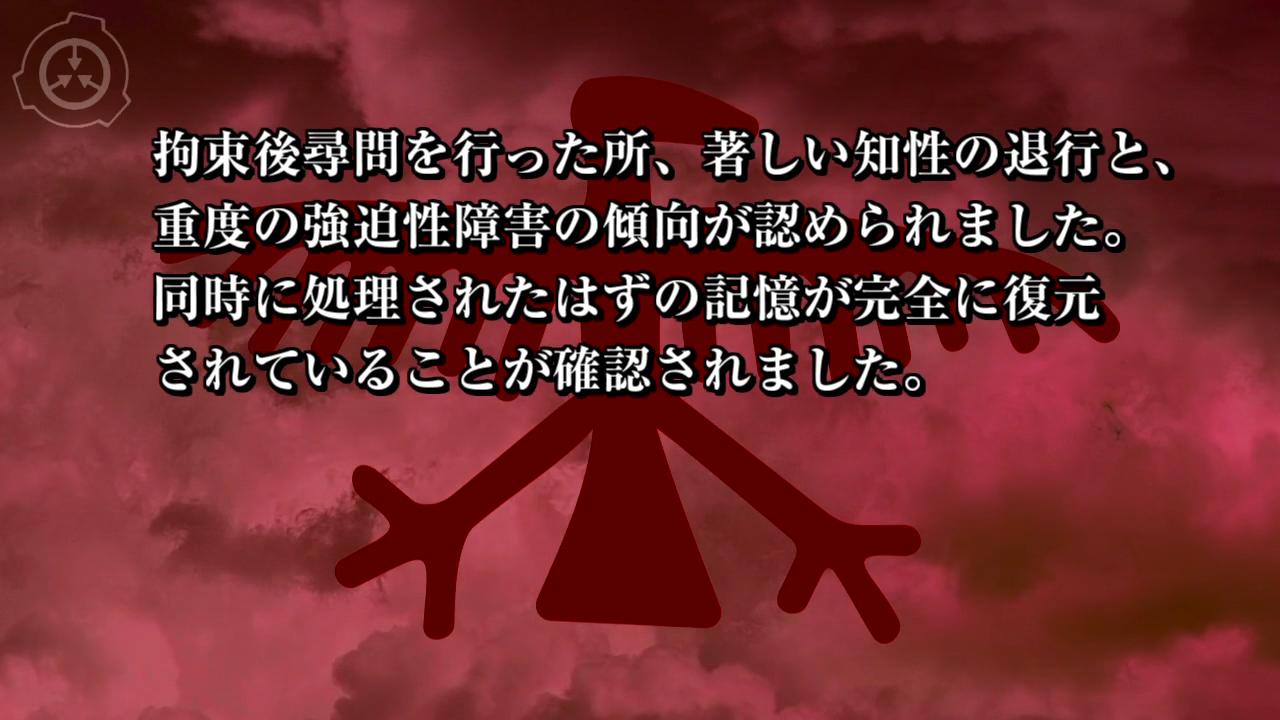 拘束後尋問を行った所、著しい知性の退行と、
重度の強迫性障害の傾向が認められました。
同時に処理されたはずの記憶が完全に復元
されていることが確認されました。